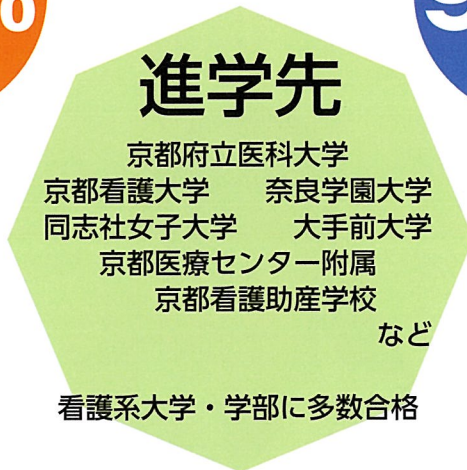 進学先
京都府立医科大学
京都看護大学　奈良学園大学
同志社女子大学　大手前大学
京都医療センター附属
京都看護助産学校
など
看護系大学・学部に多数合格